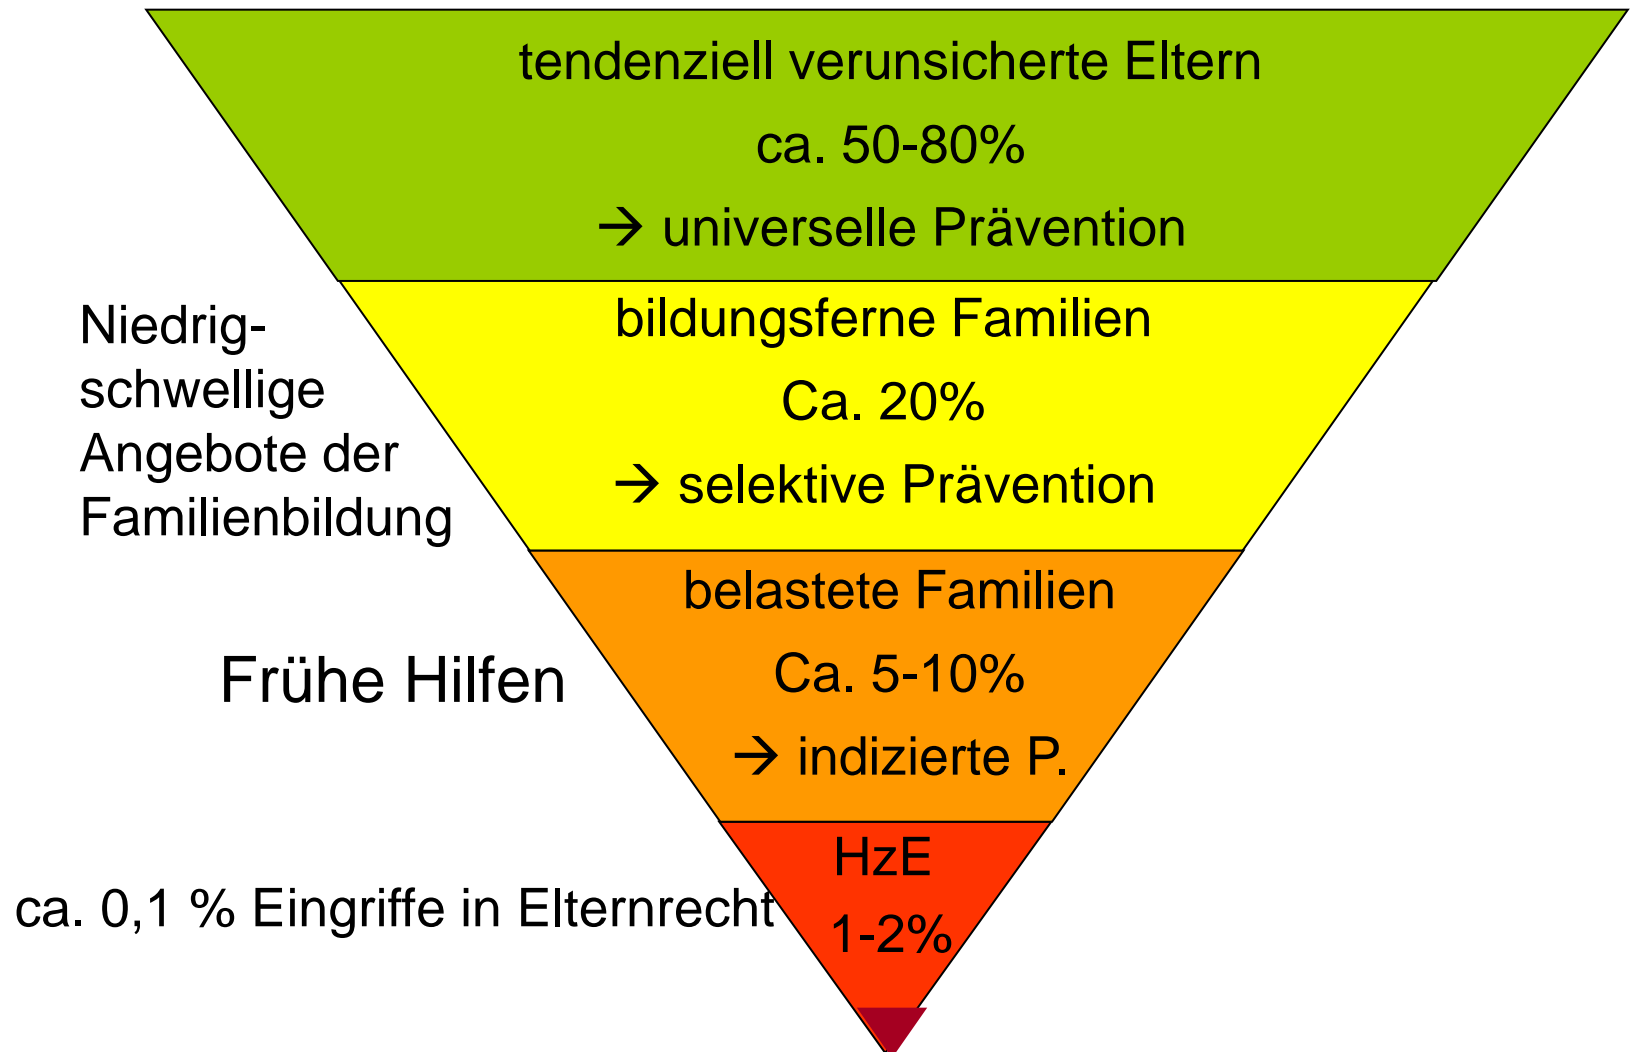 tendenziell verunsicherte Eltern
ca. 50-80%
→ universelle Prävention
Niedrig-
schwellige
Angebote der
Familienbildung
bildungsferne Familien
Ca. 20%
→ selektive Prävention
Frühe Hilfen
belastete Familien
Ca. 5-10%
→ indizierte P.
ca. 0,1 % Eingriffe in Elternrecht
HzE
1-2%